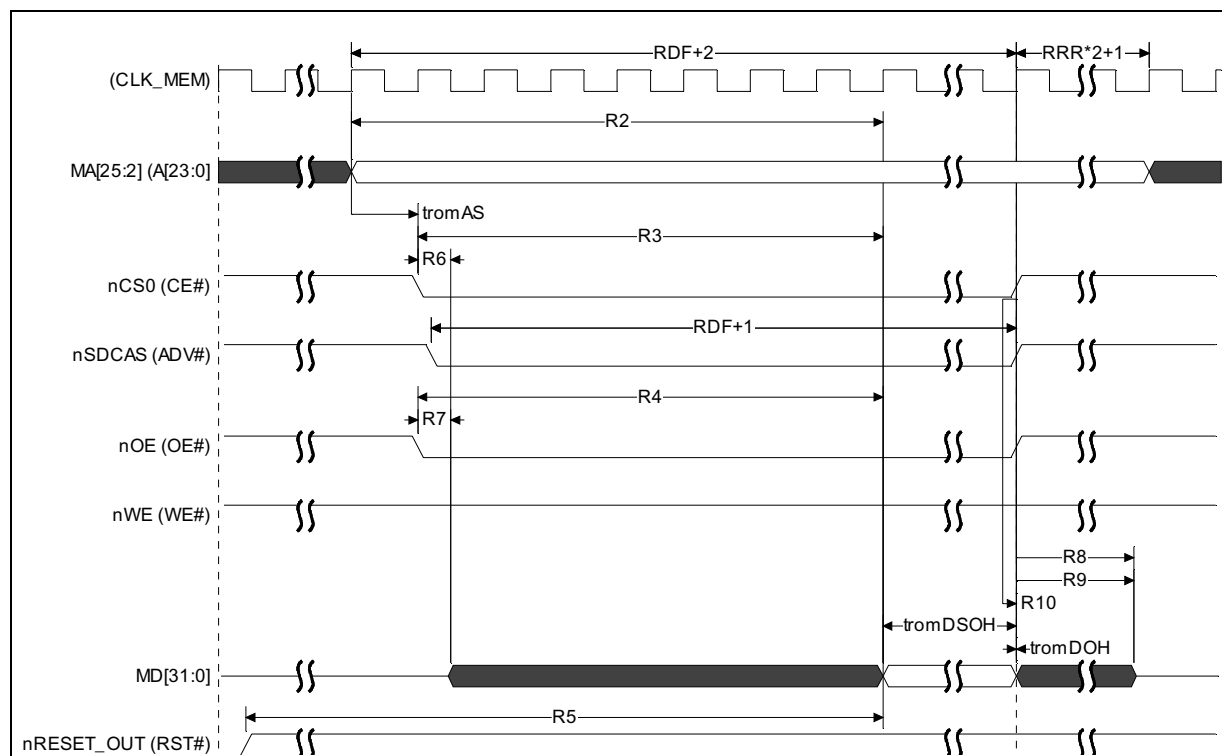 RDF+2
RRR*2+1
(CLK_MEM)
R2
MA[25:2] (A[23:0]
tromAS
R3
R6
nCS0 (CE#)
RDF+1
nSDCAS (ADV#)
R4
R7
nOE (OE#)
nWE (WE#)
R8
R9
R10
tromDSOH
tromDOH
MD[31:0]
R5
nRESET_OUT (RST#)